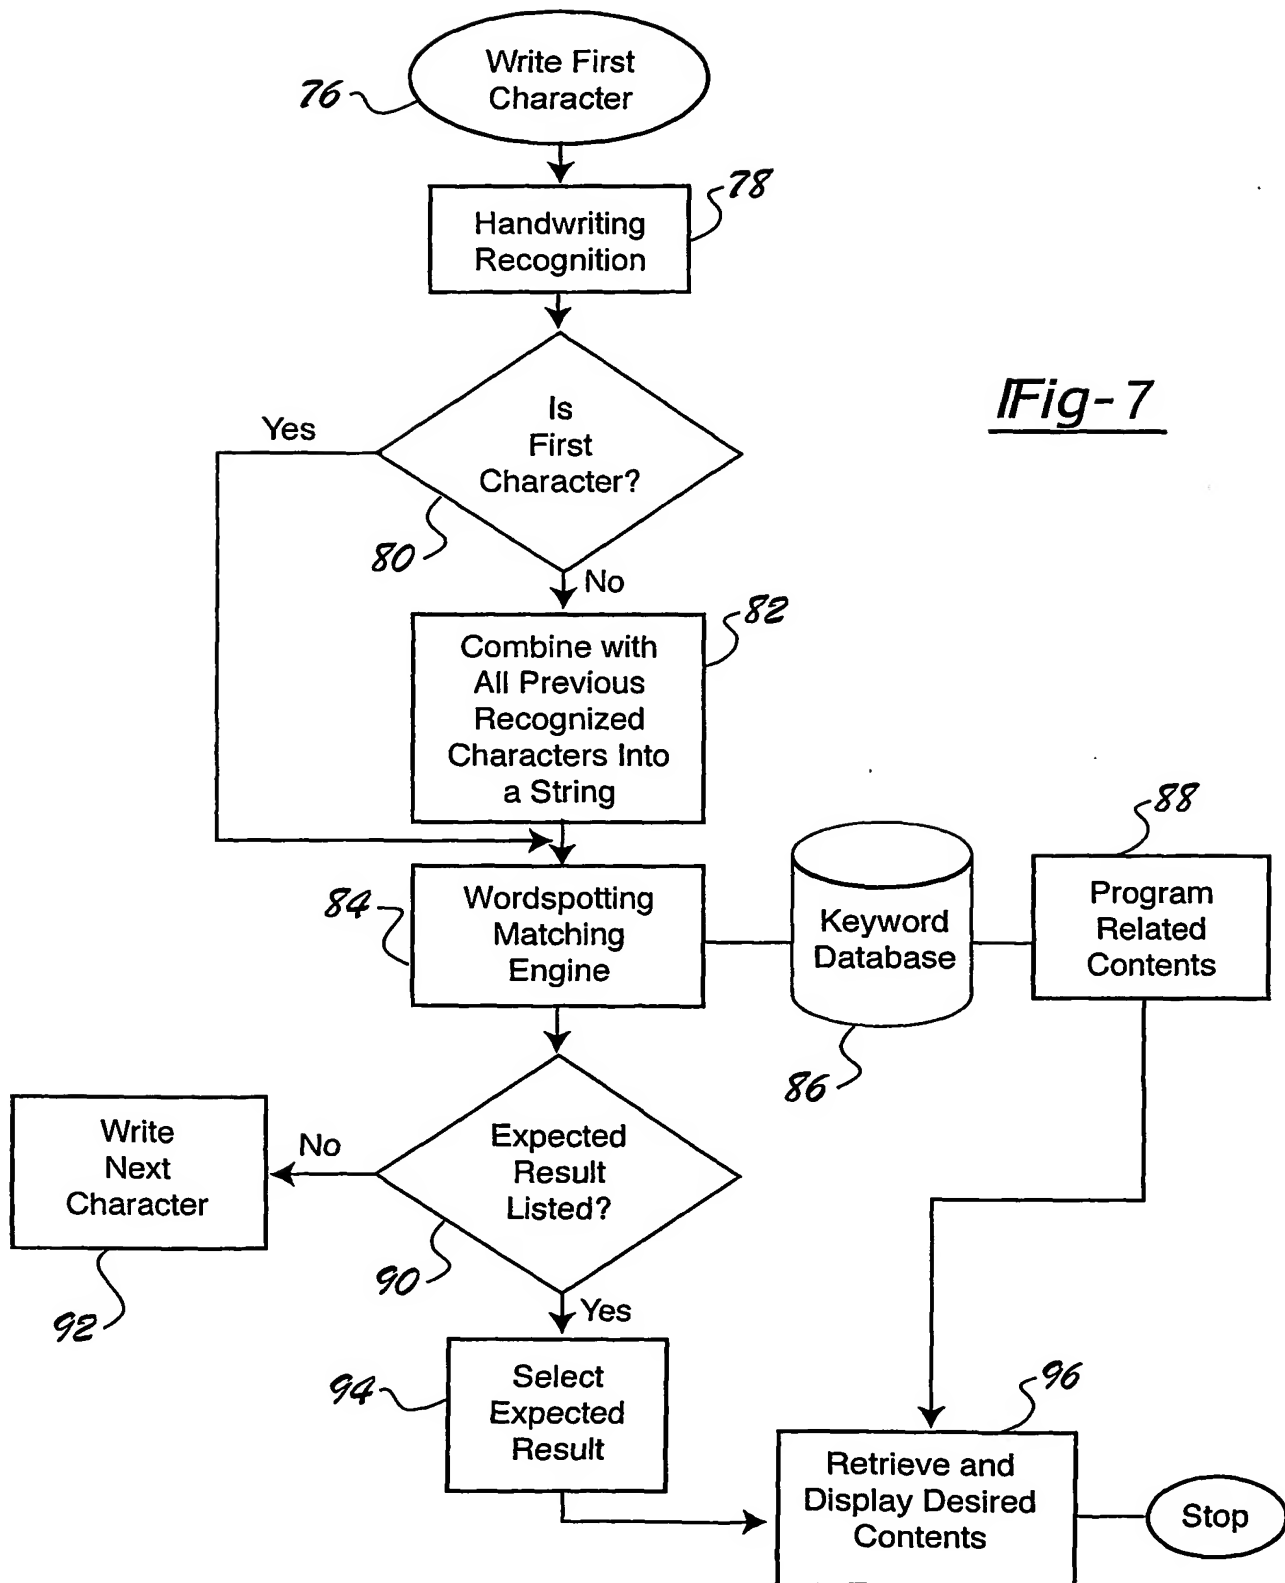 Write First
Character
76
78
Handwriting
Recognition
Fig-7
Is
First
Character?
Yes
80
No
82
Combine with
All Previous
Recognized
Characters Into
a String
88
84
Wordspotting
Matching
Engine
Keyword
Database
Program
Related
Contents
86
Write
Next
Character
No
Expected
Result
Listed?
90
92
Yes
94
Select
Expected
Result
96
Retrieve and
Display Desired
Contents
Stop